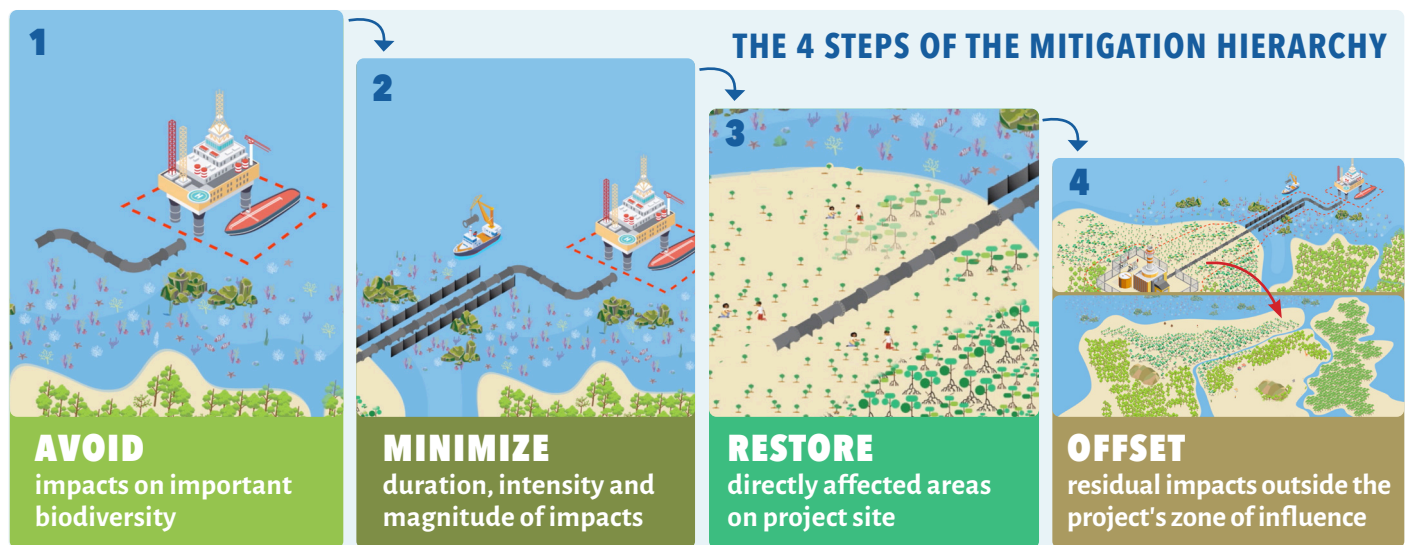 THE 4 STEPS OF THE MITIGATION HIERARCHY
1
AVOID
impacts on important
biodiversity
2
MINIMIZE
duration, intensity and
magnitude of impacts
3
RESTORE
directly affected areas
on project site
4
OFFSET
residual impacts outside the
project's zone of influence